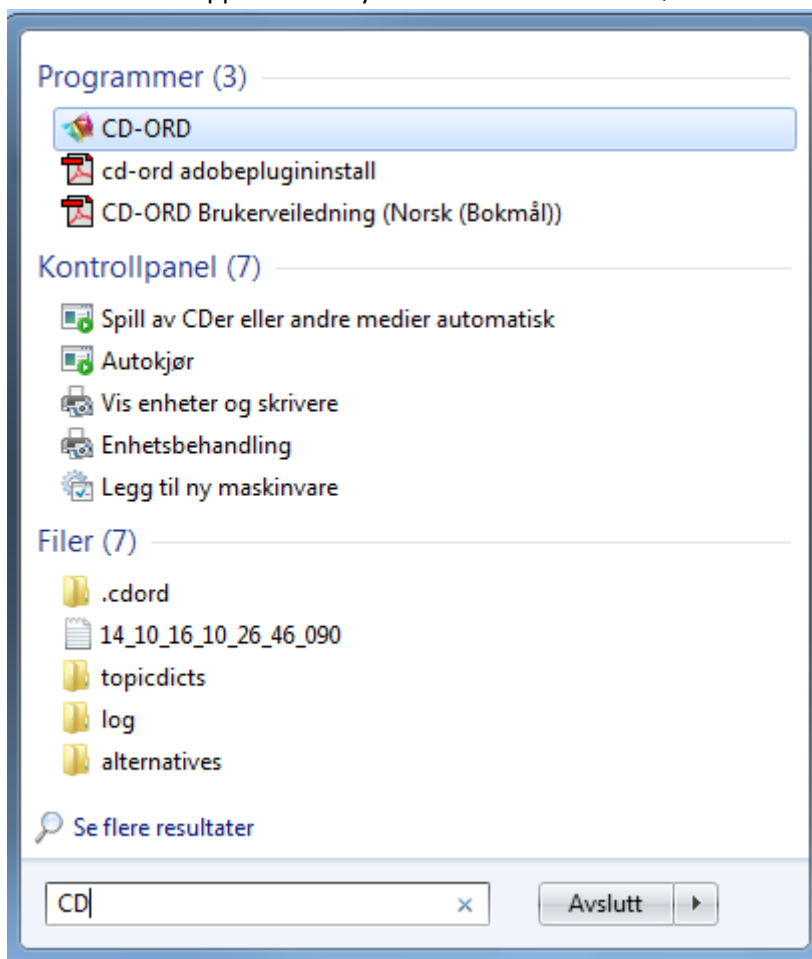 Programmer (3)
CD-ORD
cd-ord adobeplugininstall
CD-ORD Brukerveiledning (Norsk (Bokmål))
Kontrollpanel (7)
Spill av CDer eller andre medier automatisk
Autokjør
Vis enheter og skrivere
Enhetsbehandling
Legg til ny maskinvare
Filer (7)
.cdord
14_10_16_10_26_46_090
topicdicts
log
alternatives
Se flere resultater
CD
Avslutt